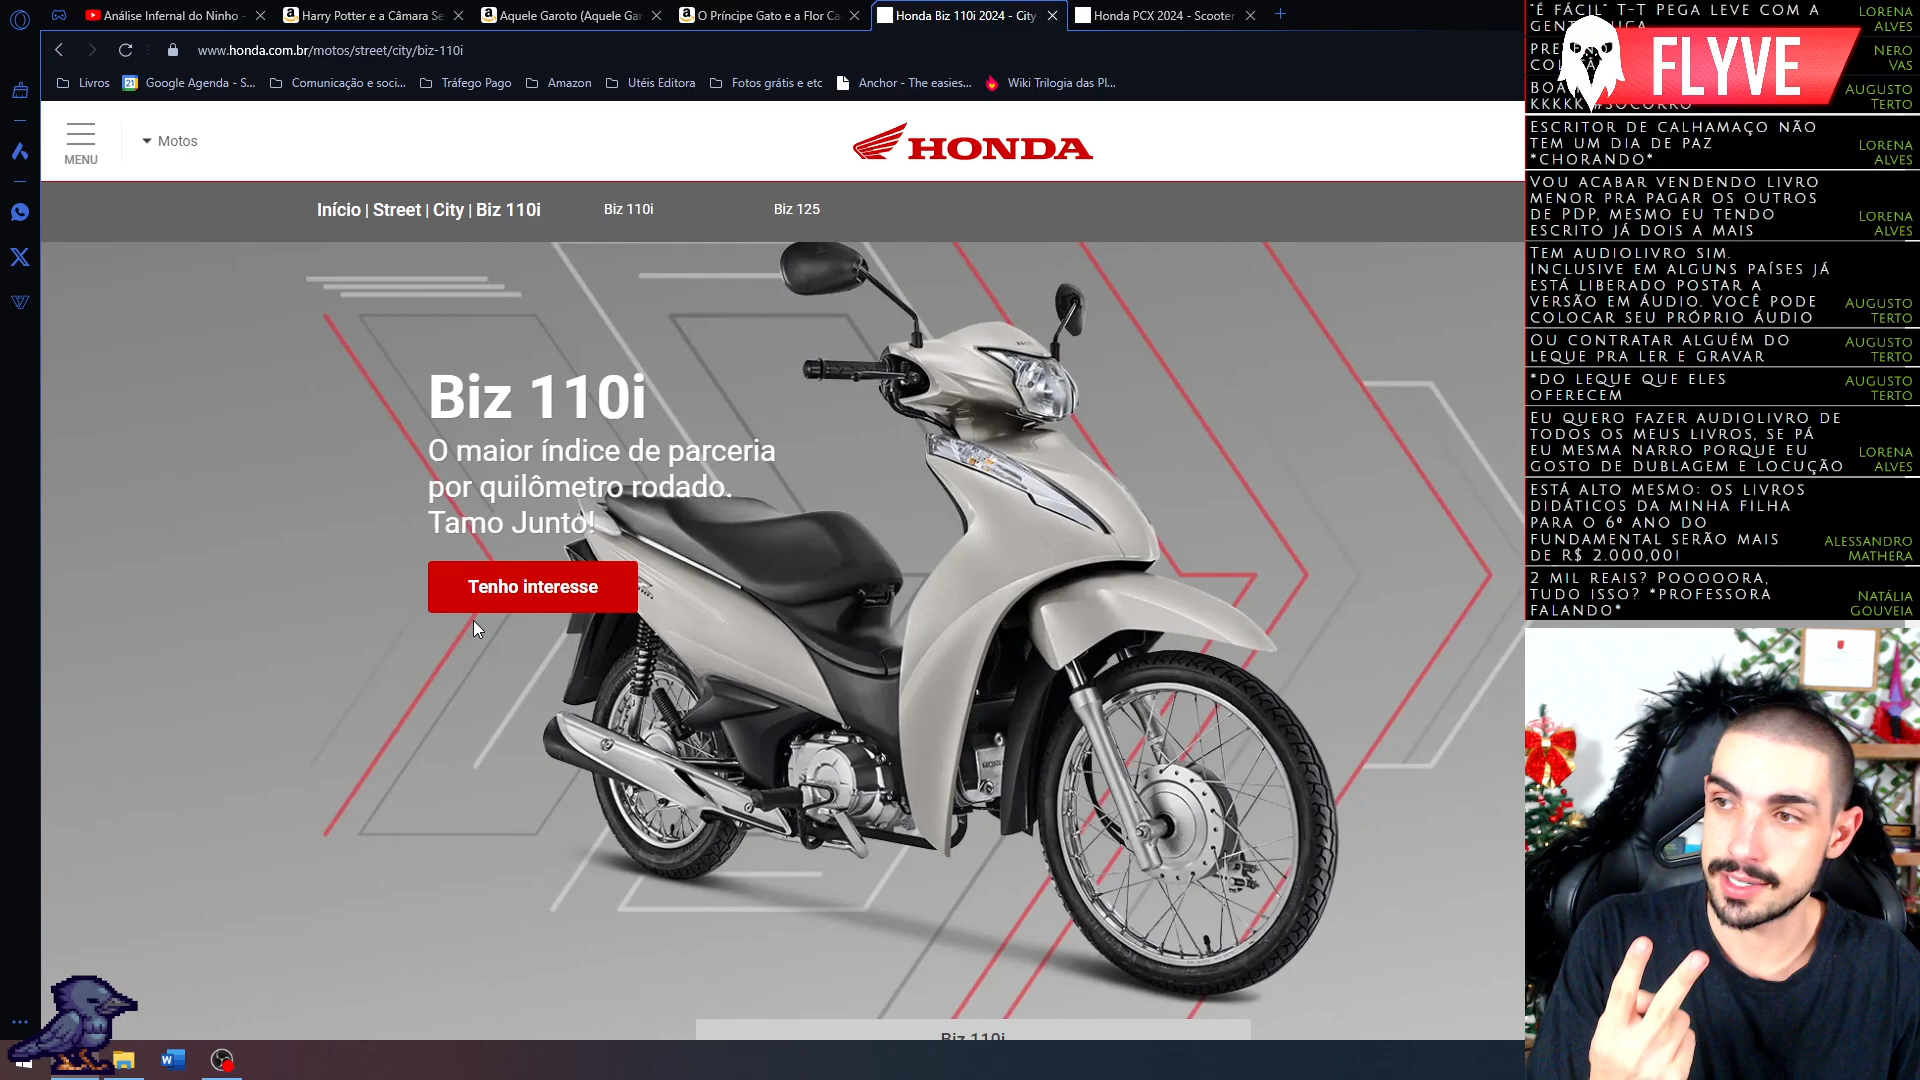 Análise Infernal do Ninho -
Harry Potter e a Câmara Se
Aquele Garoto (Aquele Gar
O Príncipe Gato e a Flor Ca
Honda Biz 110i 2024 - City
Honda PCX 2024 - Scooter
www.honda.com.br/motos/street/city/biz-110i
Livros
21
Google Agenda - S...
Comunicação e soci...
Tráfego Pago
Amazon
Utéis Editora
Fotos grátis e etc
Anchor - The easies...
Wiki Trilogia das Pl...
MENU
Motos
HONDA
Início | Street | City | Biz 110i
Biz 110i
Biz 125
Biz 110i
O maior índice de parceria
por quilômetro rodado.
Tamo Junto!
Tenho interesse
Biz 110i
"É FÁCIL" T-T PEGA LEVE COM A
LORENA
ALVES
FLYVE
NERO
VAS
AUGUSTO
TERTO
ESCRITOR DE CALHAMAÇO NÃO
TEM UM DIA DE PAZ
*CHORANDO*
LORENA
ALVES
VOU ACABAR VENDENDO LIVRO
MENOR PRA PAGAR OS OUTROS
DE PDP, MESMO EU TENDO
ESCRITO JÁ DOIS A MAIS
LORENA
ALVES
TEM AUDIOLIVRO SIM.
INCLUSIVE EM ALGUNS PAÍSES JÁ
ESTÁ LIBERADO POSTAR A
VERSÃO EM ÁUDIO. VOCÊ PODE
COLOCAR SEU PRÓPRIO ÁUDIO
AUGUSTO
TERTO
OU CONTRATAR ALGUÉM DO
LEQUE PRA LER E GRAVAR
AUGUSTO
TERTO
*DO LEQUE QUE ELES
OFERECEM
AUGUSTO
TERTO
EU QUERO FAZER AUDIOLIVRO DE
TODOS OS MEUS LIVROS, SE PÁ
EU MESMA NARRO PORQUE EU
GOSTO DE DUBLAGEM E LOCUÇÃO
LORENA
ALVES
ESTÁ ALTO MESMO: OS LIVROS
DIDÁTICOS DA MINHA FILHA
PARA O 6º ANO DO
FUNDAMENTAL SERÃO MAIS
DE R$ 2.000,00!
ALESSANDRO
MATHERA
2 MIL REAIS? POOOOORA,
TUDO ISSO? *PROFESSORA
FALANDO*
NATÁLIA
GOUVEIA